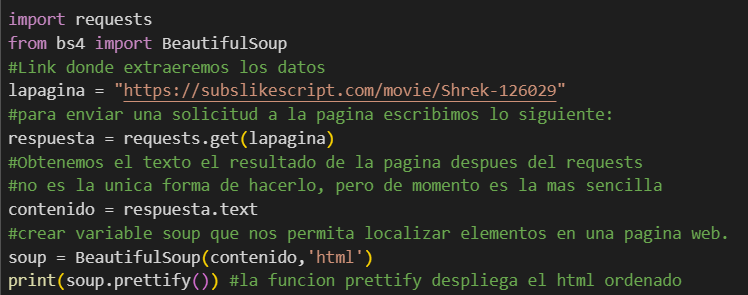 import requests
from bs4 import BeautifulSoup
#Link donde extraeremos los datos
lapagina = "https://subslikescript.com/movie/Shrek-126029"
#para enviar una solicitud a la pagina escribimos lo siguiente:
respuesta = requests.get(lapagina)
#Obtenemos el texto el resultado de la pagina despues del requests
#no es la unica forma de hacerlo, pero de momento es la mas sencilla
contenido = respuesta.text
#crear variable soup que nos permita localizar elementos en una pagina web.
soup = BeautifulSoup(contenido,'html')
print(soup.prettify()) #la funcion prettify despliega el html ordenado